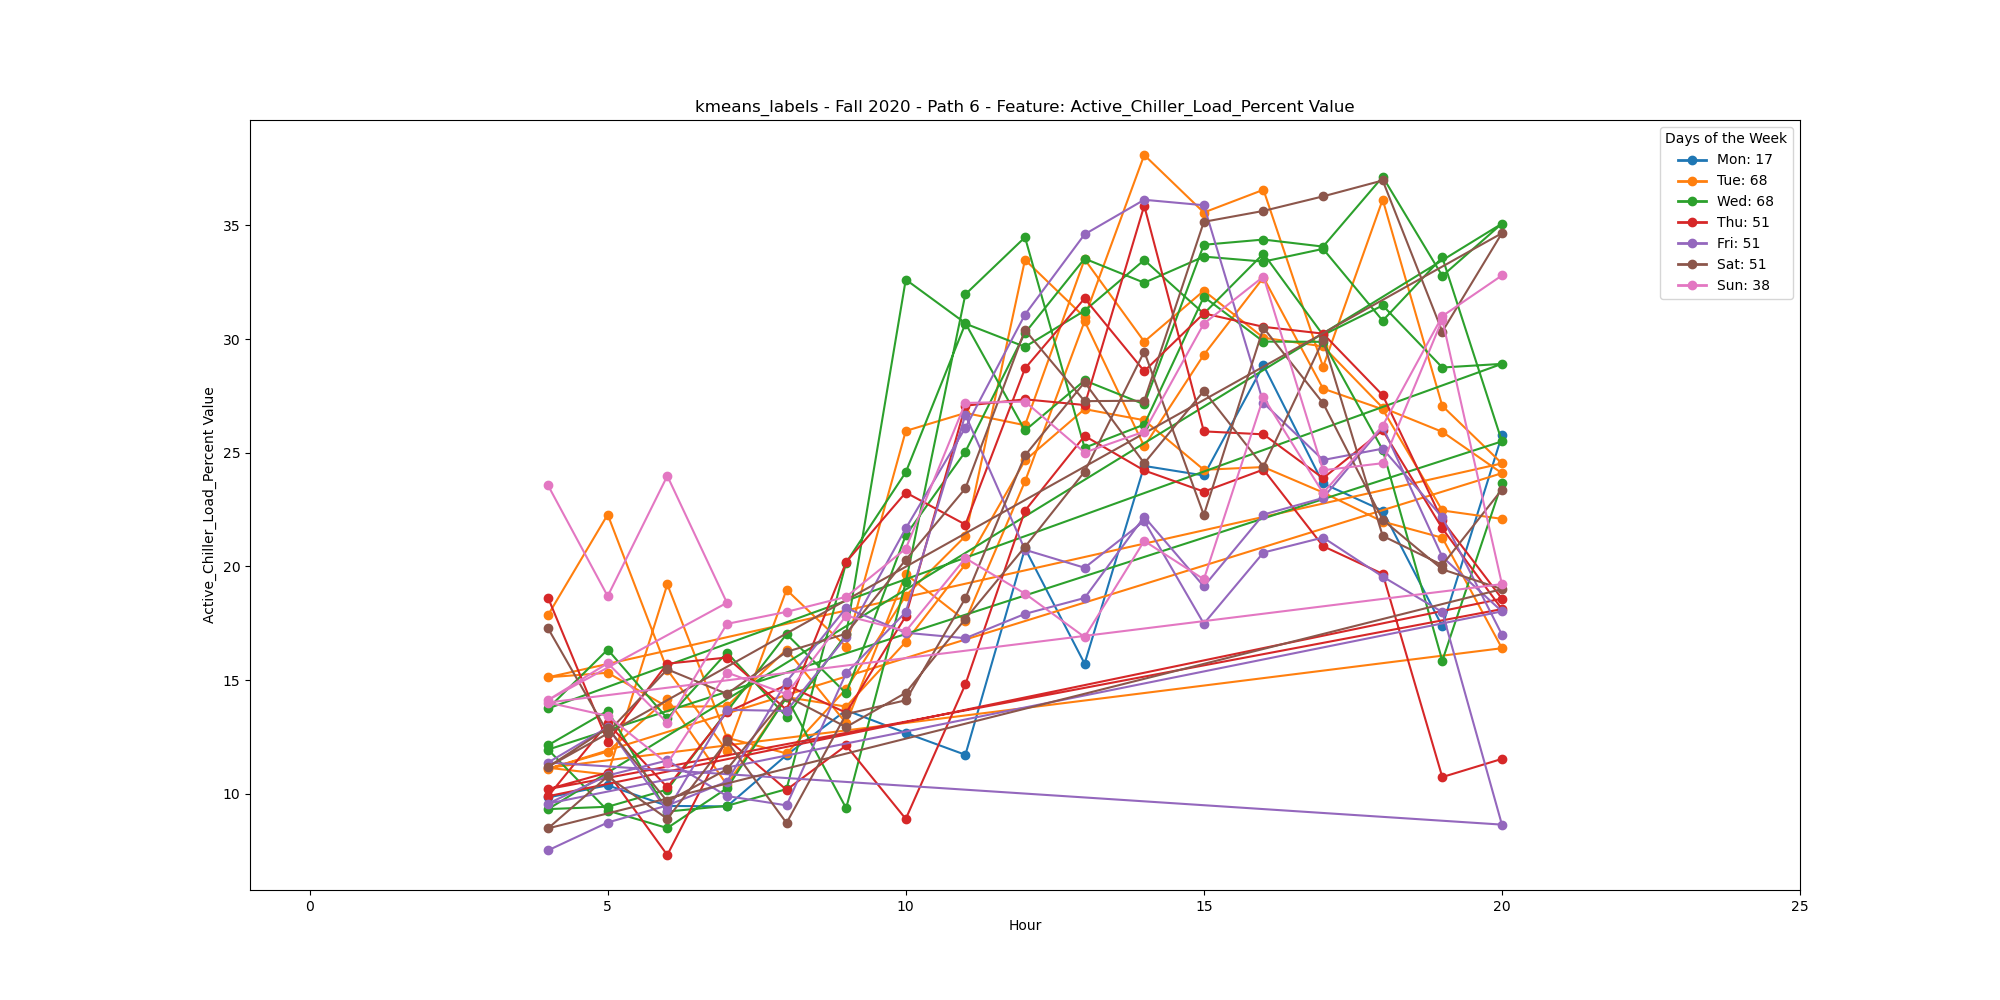 kmeans_labels - Fall 2020 - Path 6 - Feature: Active_Chiller_Load_Percent Value
Days of the Week
Mon: 17
Tue: 68
Wed: 68
Thu: 51
Fri: 51
Sat: 51
Sun: 38
Active_Chiller_Load_Percent Value
35
30
25
20
15
10
0 5 10 15 20 25
Hour